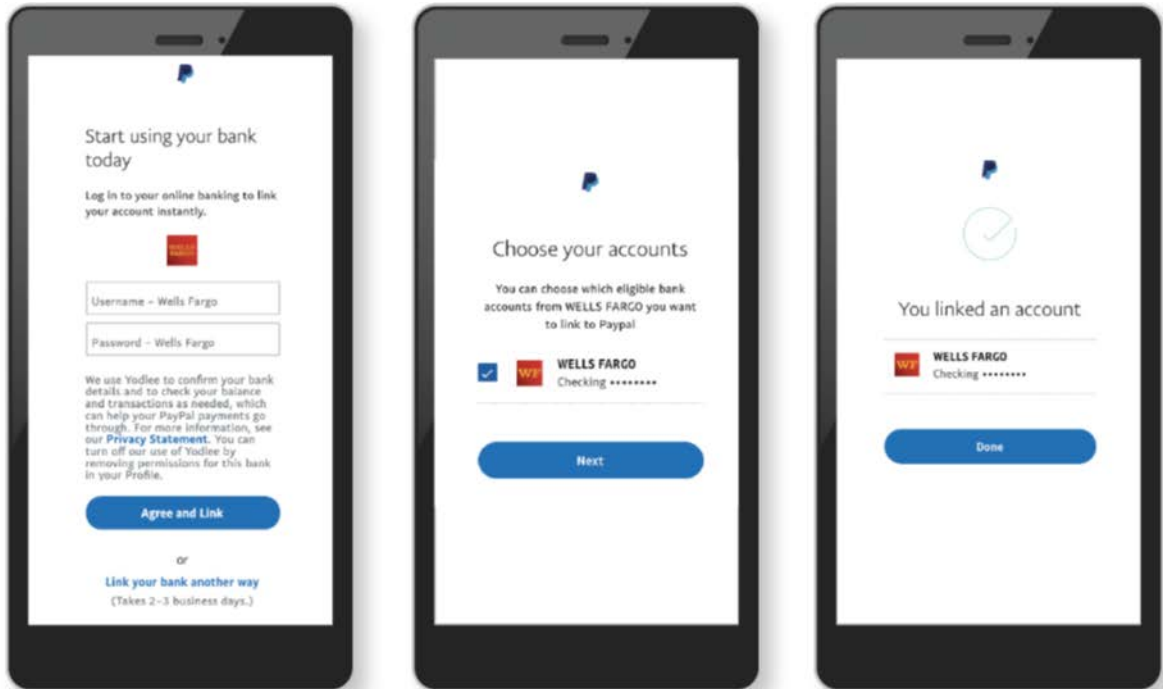 Start using your bank
today
Log in to your online banking to link
your account instantly.
WELLS
FARGO
Username – Wells Fargo
Password – Wells Fargo
We use Yodlee to confirm your bank
details and to check your balance
and transactions as needed, which
can help your PayPal payments go
through. For more information, see
our Privacy Statement. You can
turn off our use of Yodlee by
removing permissions for this bank
in your Profile.
Agree and Link
or
Link your bank another way
(Takes 2–3 business days.)
Choose your accounts
You can choose which eligible bank
accounts from WELLS FARGO you want
to link to Paypal
WF
WELLS FARGO
Checking ••••••••
Next
You linked an account
WF
WELLS FARGO
Checking ••••••••
Done